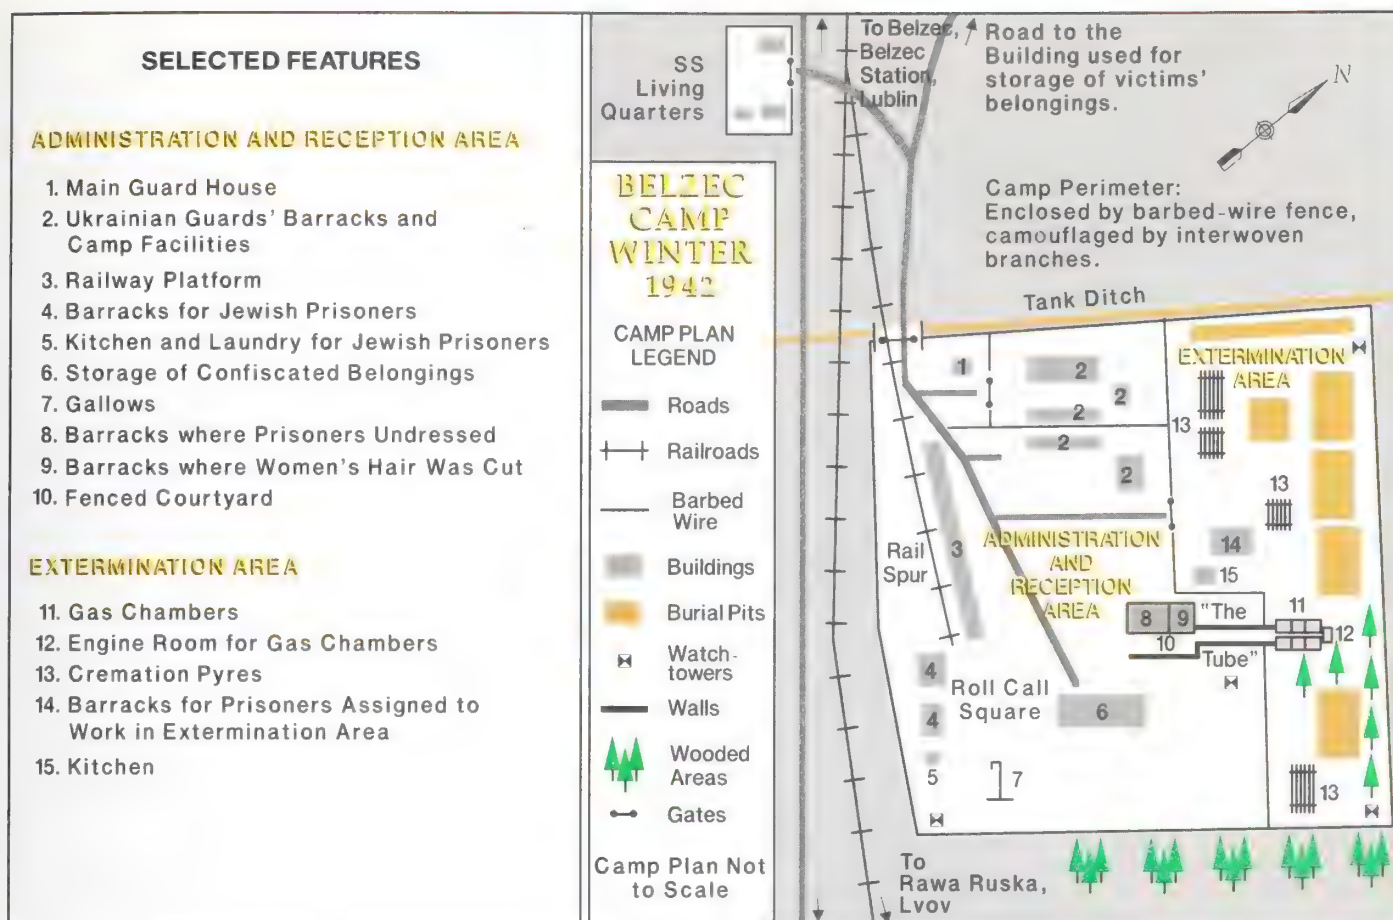 SELECTED FEATURES
ADMINISTRATION AND RECEPTION AREA
1. Main Guard House
2. Ukrainian Guards' Barracks and
Camp Facilities
3. Railway Platform
4. Barracks for Jewish Prisoners
5. Kitchen and Laundry for Jewish Prisoners
6. Storage of Confiscated Belongings
7. Gallows
8. Barracks where Prisoners Undressed
9. Barracks where Women's Hair Was Cut
10. Fenced Courtyard
EXTERMINATION AREA
11. Gas Chambers
12. Engine Room for Gas Chambers
13. Cremation Pyres
14. Barracks for Prisoners Assigned to
Work in Extermination Area
15. Kitchen
SS
Living
Quarters
BELZEC
CAMP
WINTER
1942
CAMP PLAN
LEGEND
Roads
Railroads
Barbed
Wire
Buildings
Burial Pits
Watch-
towers
Walls
Wooded
Areas
Gates
Camp Plan Not
to Scale
To Belzec,
Belzec
Station,
Lublin
Road to the
Building used for
storage of victims'
belongings.
N
Camp Perimeter:
Enclosed by barbed-wire fence,
camouflaged by interwoven
branches.
Tank Ditch
EXTERMINATION
AREA
1
2
2
2
2
2
13
13
14
15
3
Rail
Spur
ADMINISTRATION
AND
RECEPTION
AREA
8
9
"The
Tube"
10
11
12
4
4
5
Roll Call
Square
6
7
13
To
Rawa Ruska,
Lvov